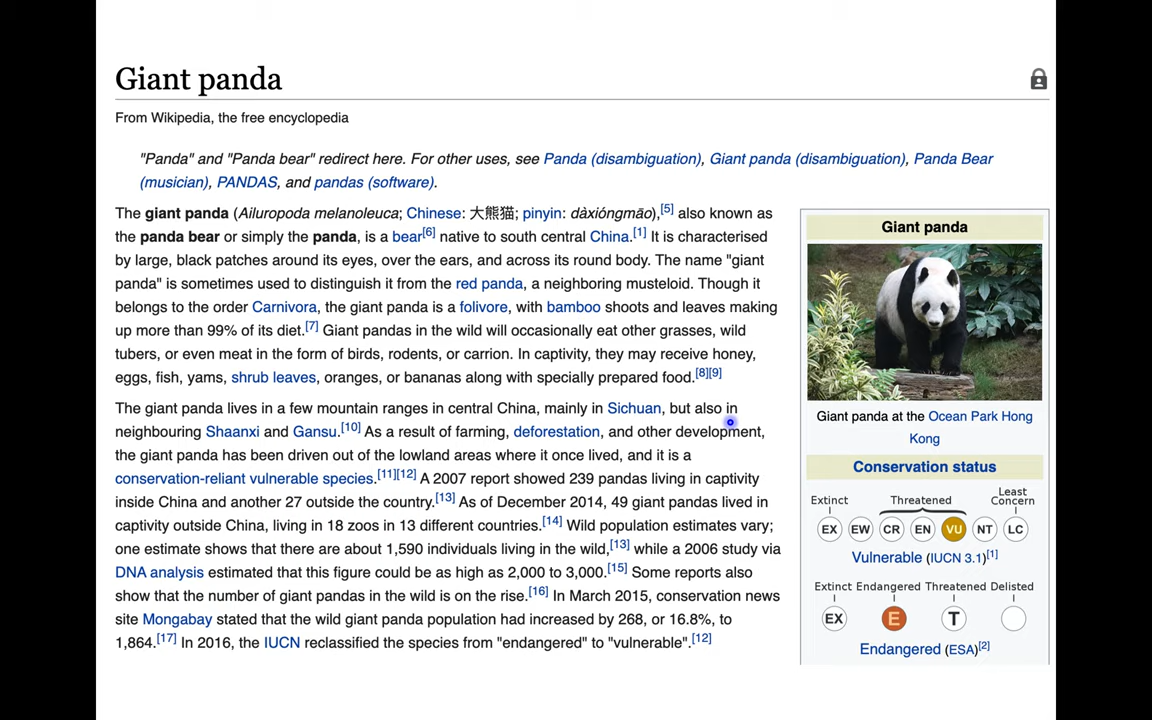 Giant panda
From Wikipedia, the free encyclopedia
"Panda" and "Panda bear" redirect here. For other uses, see Panda (disambiguation), Giant panda (disambiguation), Panda Bear
(musician), PANDAS, and pandas (software).
The giant panda (Ailuropoda melanoleuca; Chinese: 大熊猫; pinyin: dàxióngmāo),[5] also known as
the panda bear or simply the panda, is a bear[6] native to south central China.[1] It is characterised
by large, black patches around its eyes, over the ears, and across its round body. The name "giant
panda" is sometimes used to distinguish it from the red panda, a neighboring musteloid. Though it
belongs to the order Carnivora, the giant panda is a folivore, with bamboo shoots and leaves making
up more than 99% of its diet.[7] Giant pandas in the wild will occasionally eat other grasses, wild
tubers, or even meat in the form of birds, rodents, or carrion. In captivity, they may receive honey,
eggs, fish, yams, shrub leaves, oranges, or bananas along with specially prepared food.[8][9]
The giant panda lives in a few mountain ranges in central China, mainly in Sichuan, but also in
neighbouring Shaanxi and Gansu.[10] As a result of farming, deforestation, and other development,
the giant panda has been driven out of the lowland areas where it once lived, and it is a
conservation-reliant vulnerable species.[11][12] A 2007 report showed 239 pandas living in captivity
inside China and another 27 outside the country.[13] As of December 2014, 49 giant pandas lived in
captivity outside China, living in 18 zoos in 13 different countries.[14] Wild population estimates vary;
one estimate shows that there are about 1,590 individuals living in the wild,[13] while a 2006 study via
DNA analysis estimated that this figure could be as high as 2,000 to 3,000.[15] Some reports also
show that the number of giant pandas in the wild is on the rise.[16] In March 2015, conservation news
site Mongabay stated that the wild giant panda population had increased by 268, or 16.8%, to
1,864.[17] In 2016, the IUCN reclassified the species from "endangered" to "vulnerable".[12]
Giant panda
Giant panda at the Ocean Park Hong
Kong
Conservation status
Extinct Threatened Least
Concern
EX EW CR EN VU NT LC
Vulnerable (IUCN 3.1)[1]
Extinct Endangered Threatened Delisted
EX E T
Endangered (ESA)[2]